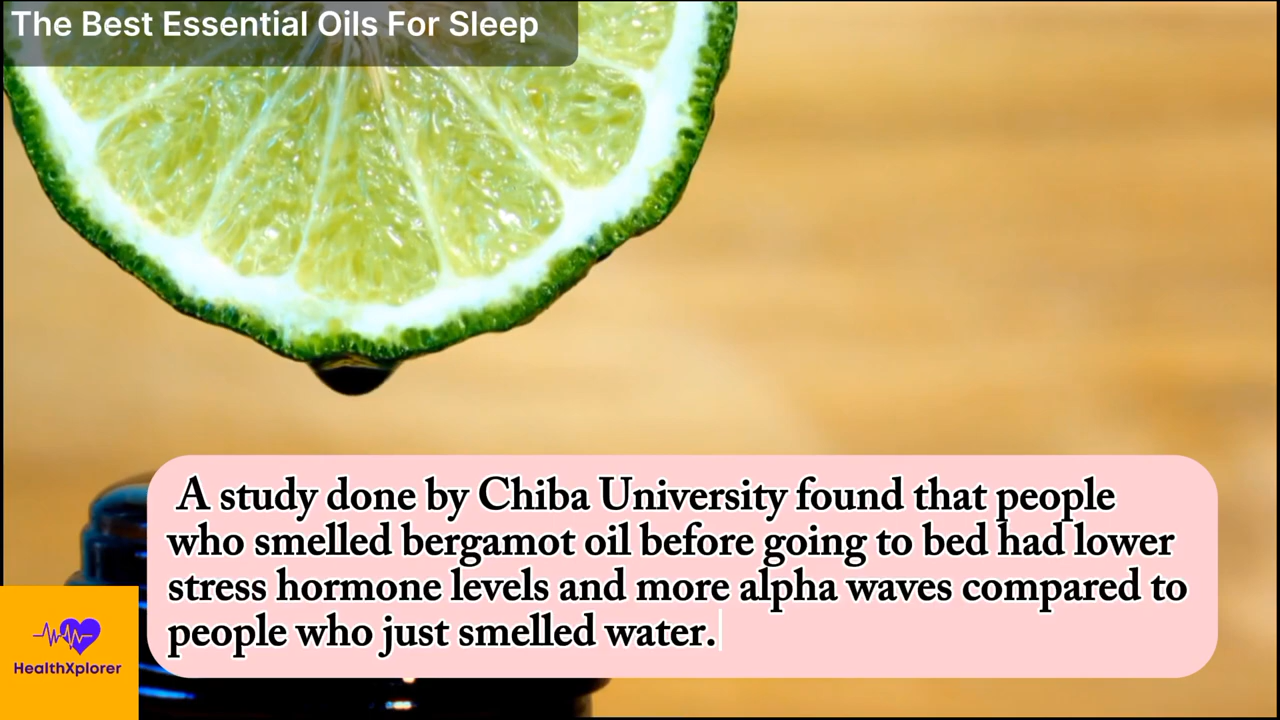 The Best Essential Oils For Sleep
A study done by Chiba University found that people
who smelled bergamot oil before going to bed had lower
stress hormone levels and more alpha waves compared to
people who just smelled water.
HealthXplorer